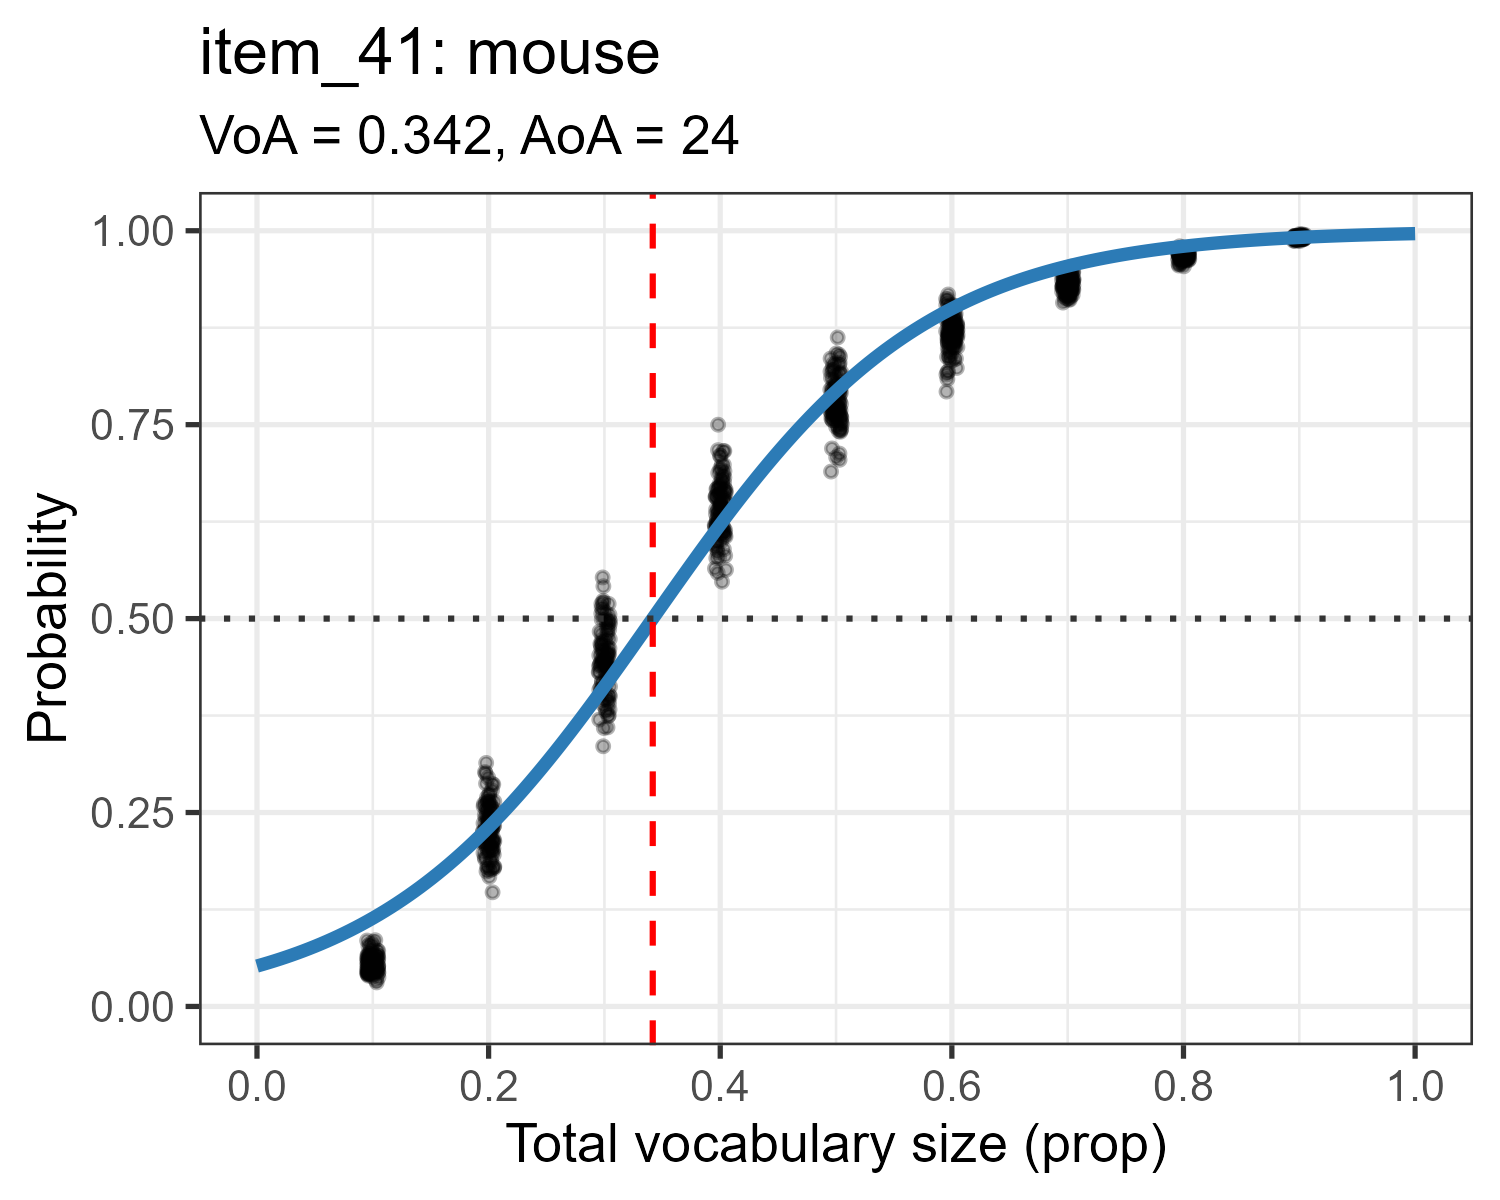 item_41: mouse
VoA = 0.342, AoA = 24
1.00
0.75
0.50
0.25
0.00
Probability
0.0 0.2 0.4 0.6 0.8 1.0
Total vocabulary size (prop)